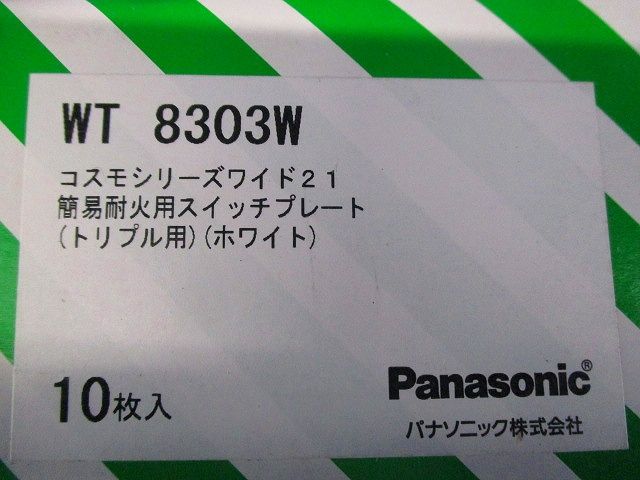 WT 8303W
コスモシリーズワイド２１
簡易耐火用スイッチプレート
(トリプル用)(ホワイト)
10枚入
Panasonic®
パナソニック株式会社